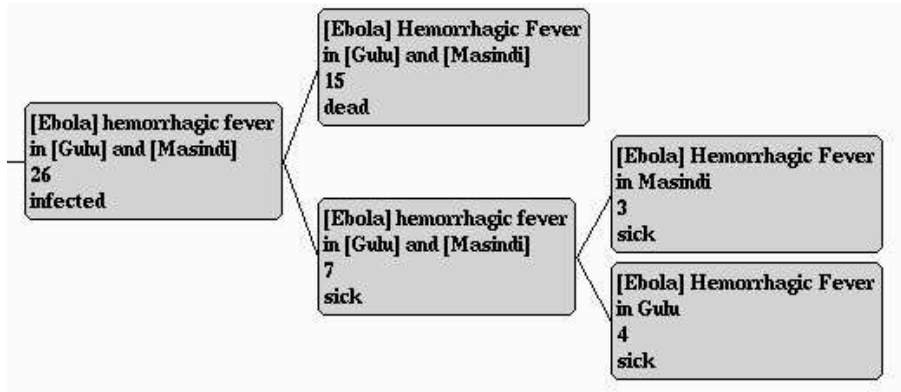 [Ebola] hemorrhagic fever
in [Gulu] and [Masindi]
26
infected
[Ebola] Hemorrhagic Fever
in [Gulu] and [Masindi]
15
dead
[Ebola] hemorrhagic fever
in [Gulu] and [Masindi]
7
sick
[Ebola] Hemorrhagic Fever
in Masindi
3
sick
[Ebola] Hemorrhagic Fever
in Gulu
4
sick